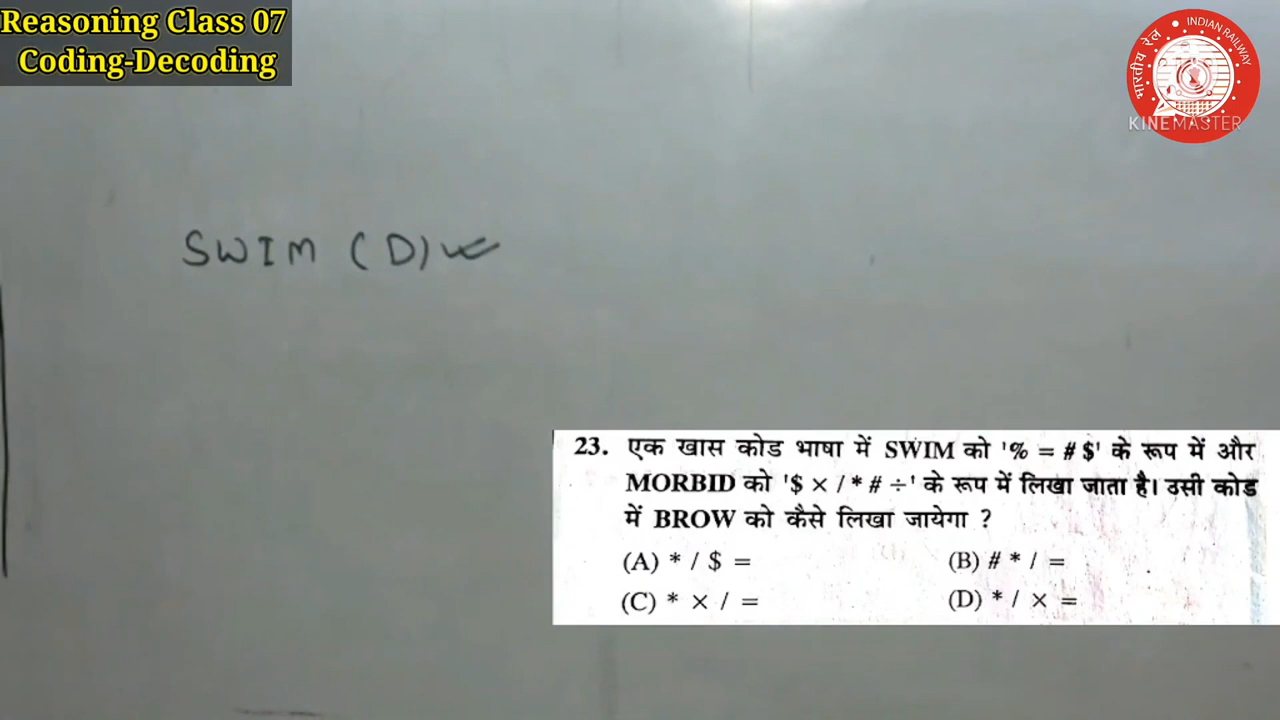 Reasoning Class 07
Coding-Decoding
भारतीय रेल INDIAN RAILWAY
KINEMASTER
SWIM (D)
23. एक खास कोड भाषा में SWIM को '% = # $' के रूप में और
MORBID को '$ × / * # ÷' के रूप में लिखा जाता है। उसी कोड
में BROW को कैसे लिखा जायेगा ?
(A) * / $ =
(B) # * / =
(C) * × / =
(D) * / × =